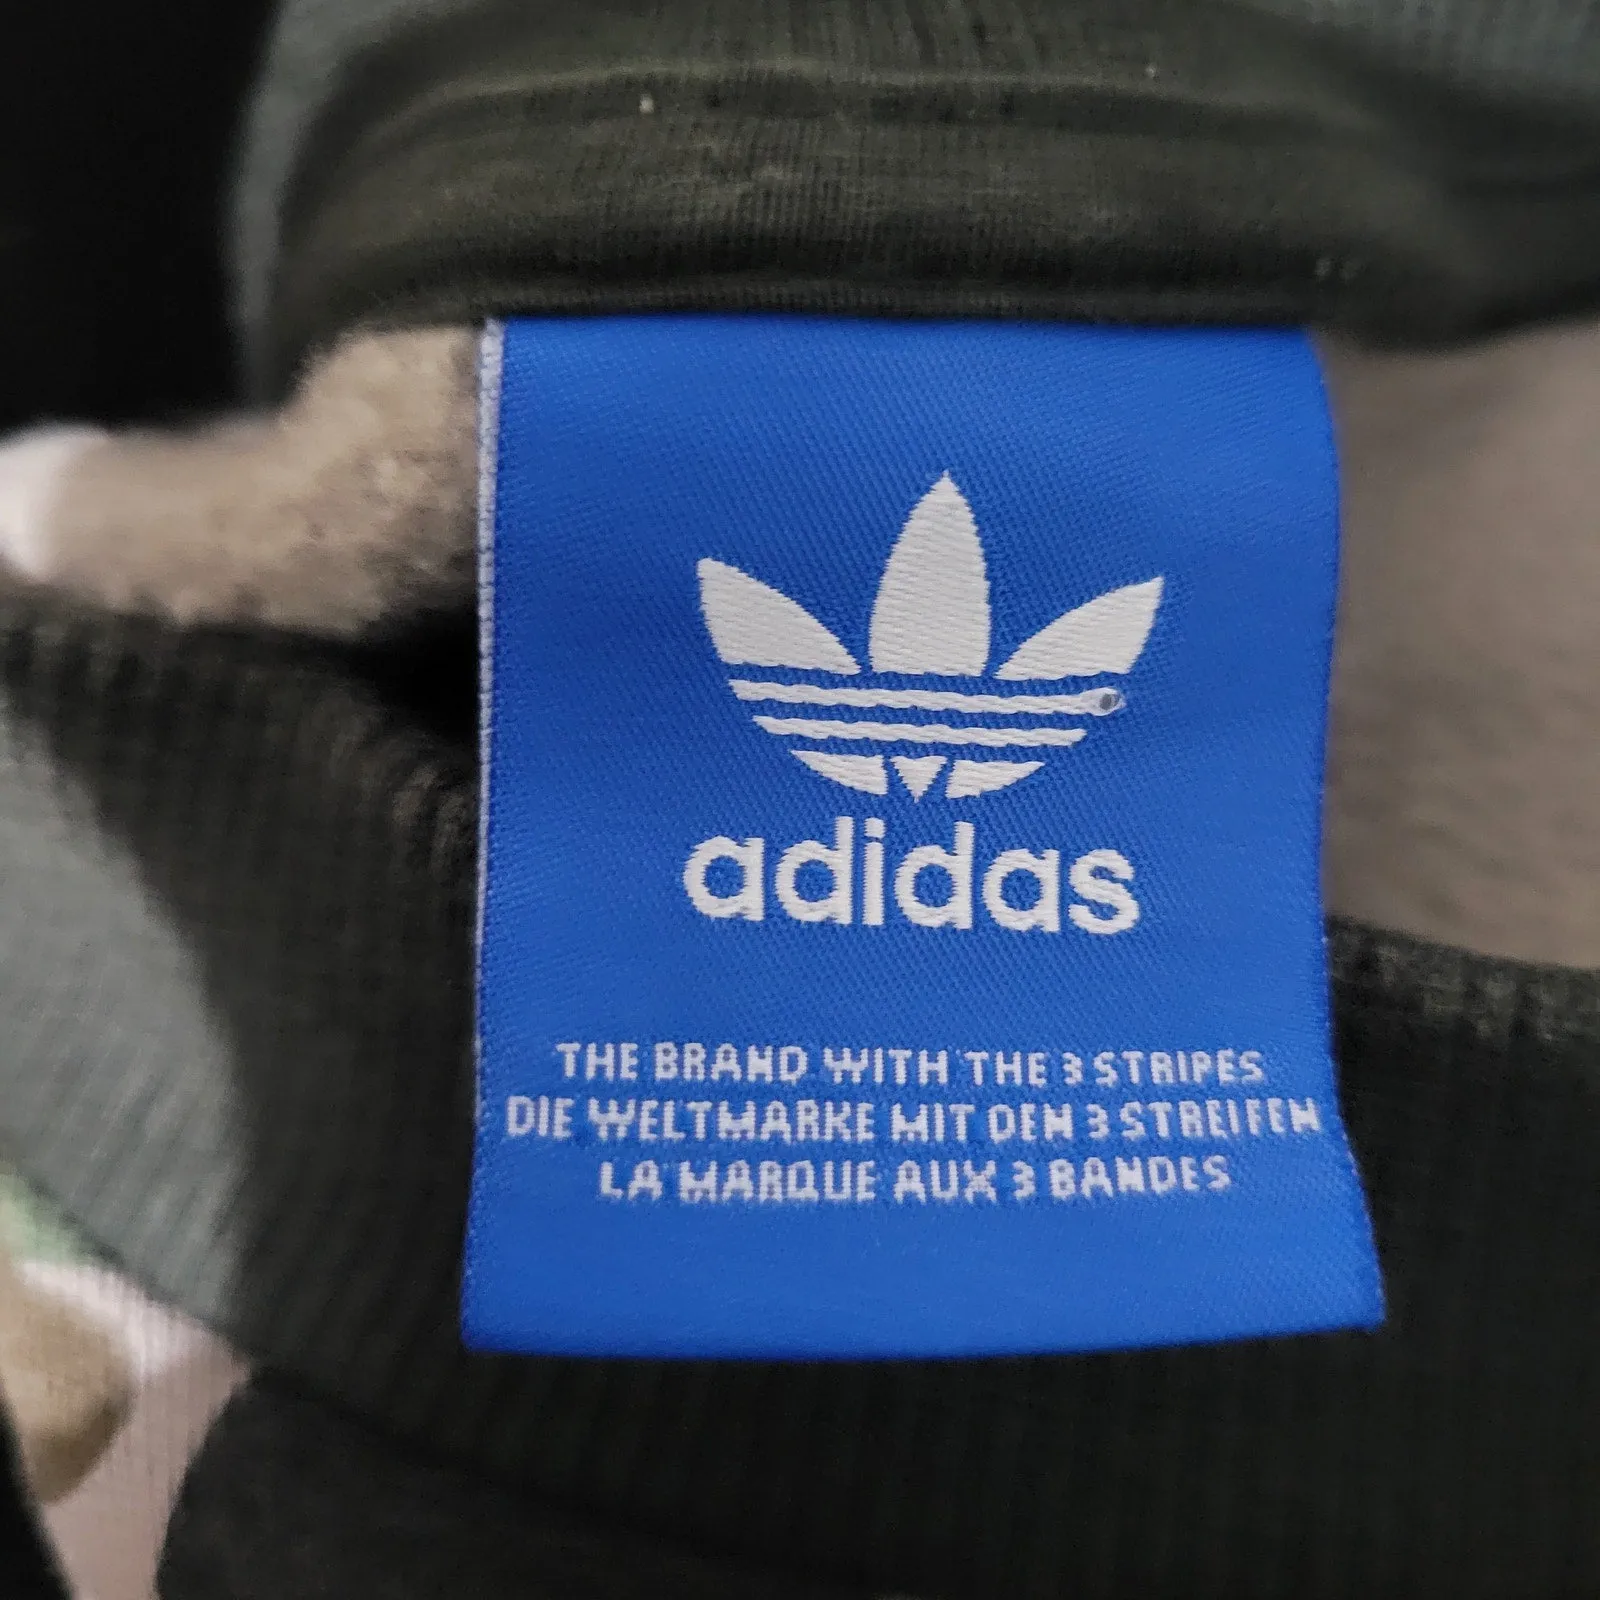 adidas
THE BRAND WITH THE 3 STRIPES
DIE WELTMARKE MIT DEN 3 STREIFEN
LA MARQUE AUX 3 BANDES